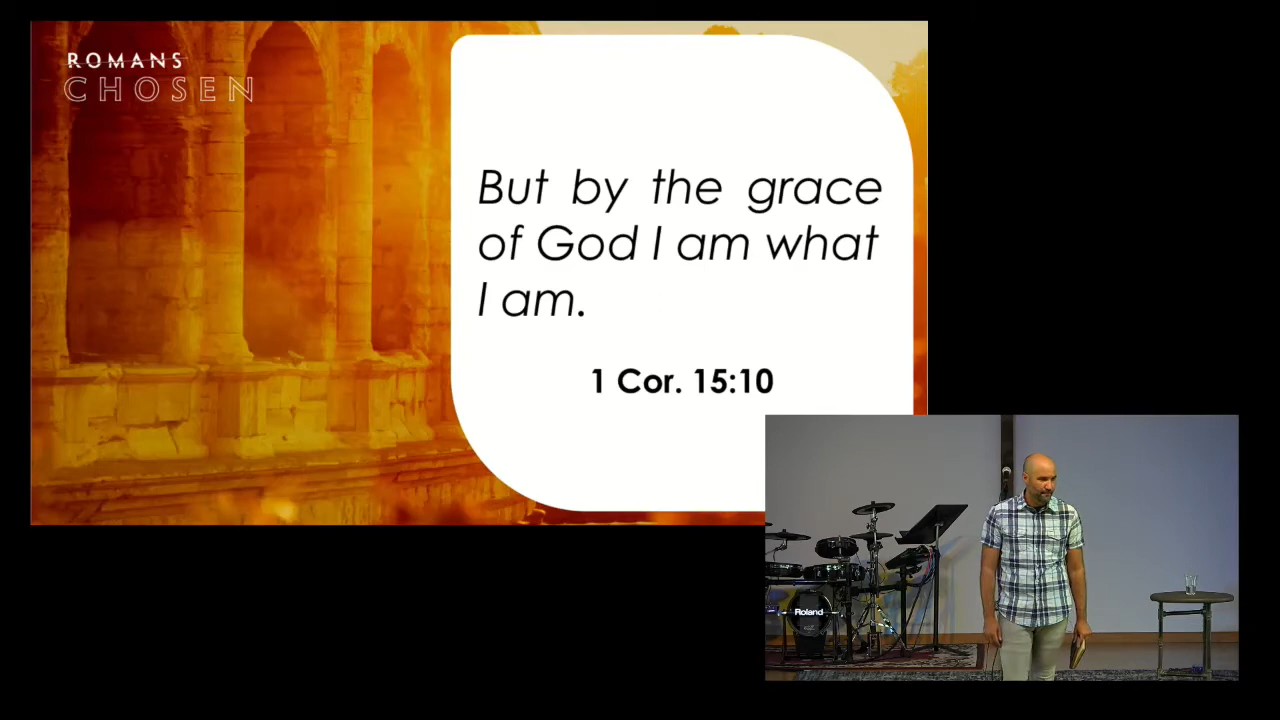 ROMANS
CHOSEN
But by the grace
of God I am what
I am.
1 Cor. 15:10
Roland